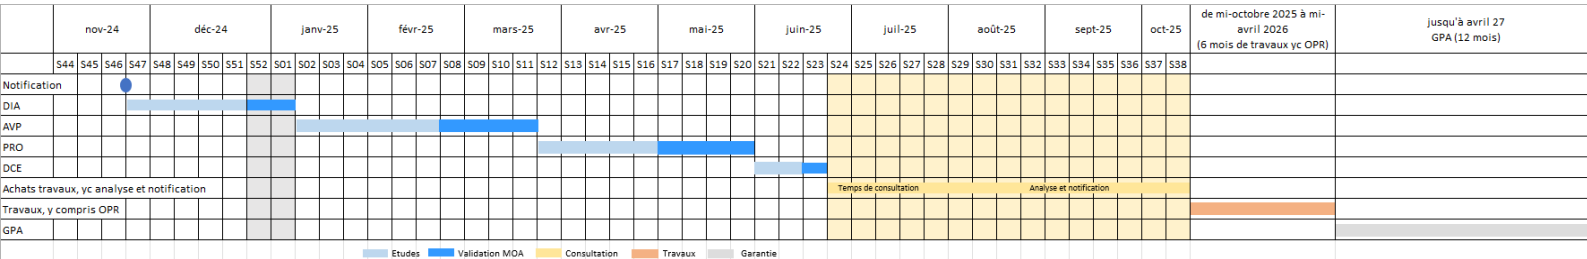 nov-24 déc-24 janv-25 févr-25 mars-25 avr-25 mai-25 juin-25 juil-25 août-25 sept-25 oct-25 de mi-octobre 2025 à mi-
avril 2026
(6 mois de travaux yc OPR) jusqu'à avril 27
GPA (12 mois)
S44 S45 S46 S47 S48 S49 S50 S51 S52 S01 S02 S03 S04 S05 S06 S07 S08 S09 S10 S11 S12 S13 S14 S15 S16 S17 S18 S19 S20 S21 S22 S23 S24 S25 S26 S27 S28 S29 S30 S31 S32 S33 S34 S35 S36 S37 S38
Notification
DIA
AVP
PRO
DCE
Achats travaux, yc analyse et notification Temps de consultation Analyse et notification
Travaux, y compris OPR
GPA
Etudes Validation MOA Consultation Travaux Garantie